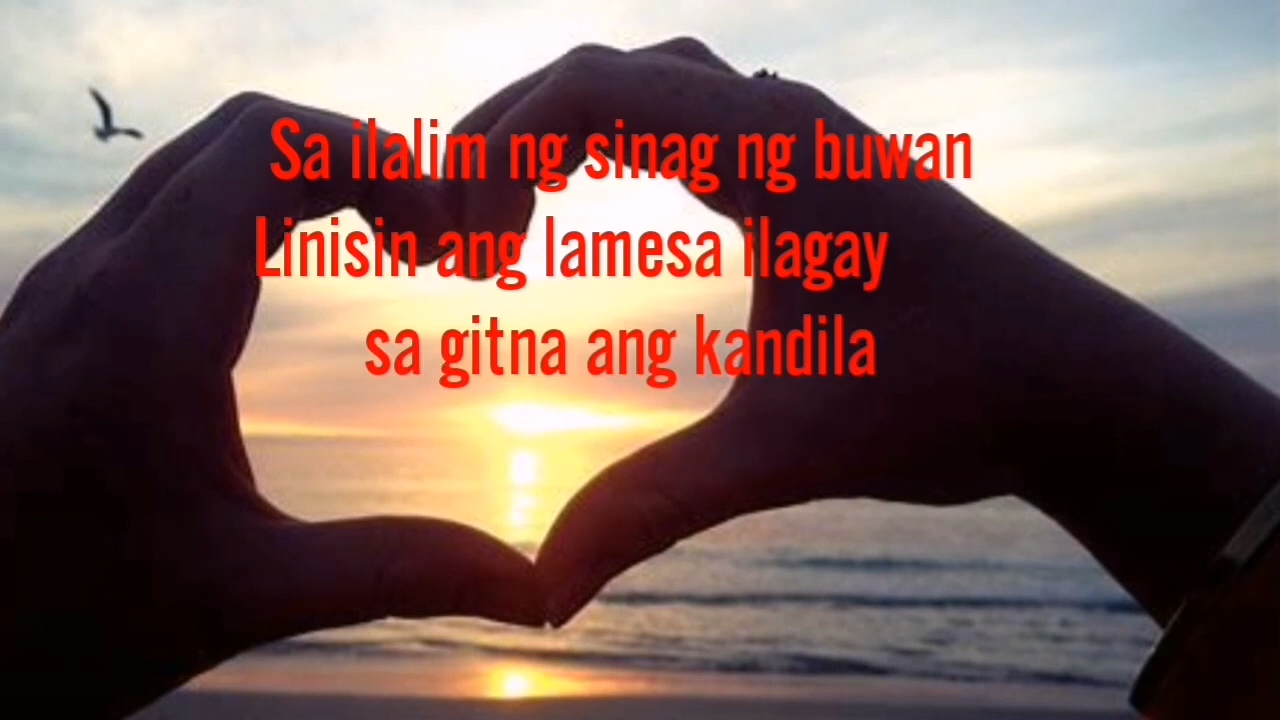 Sa ilalim ng sinag ng buwan
Linisin ang lamesa ilagay
sa gitna ang kandila